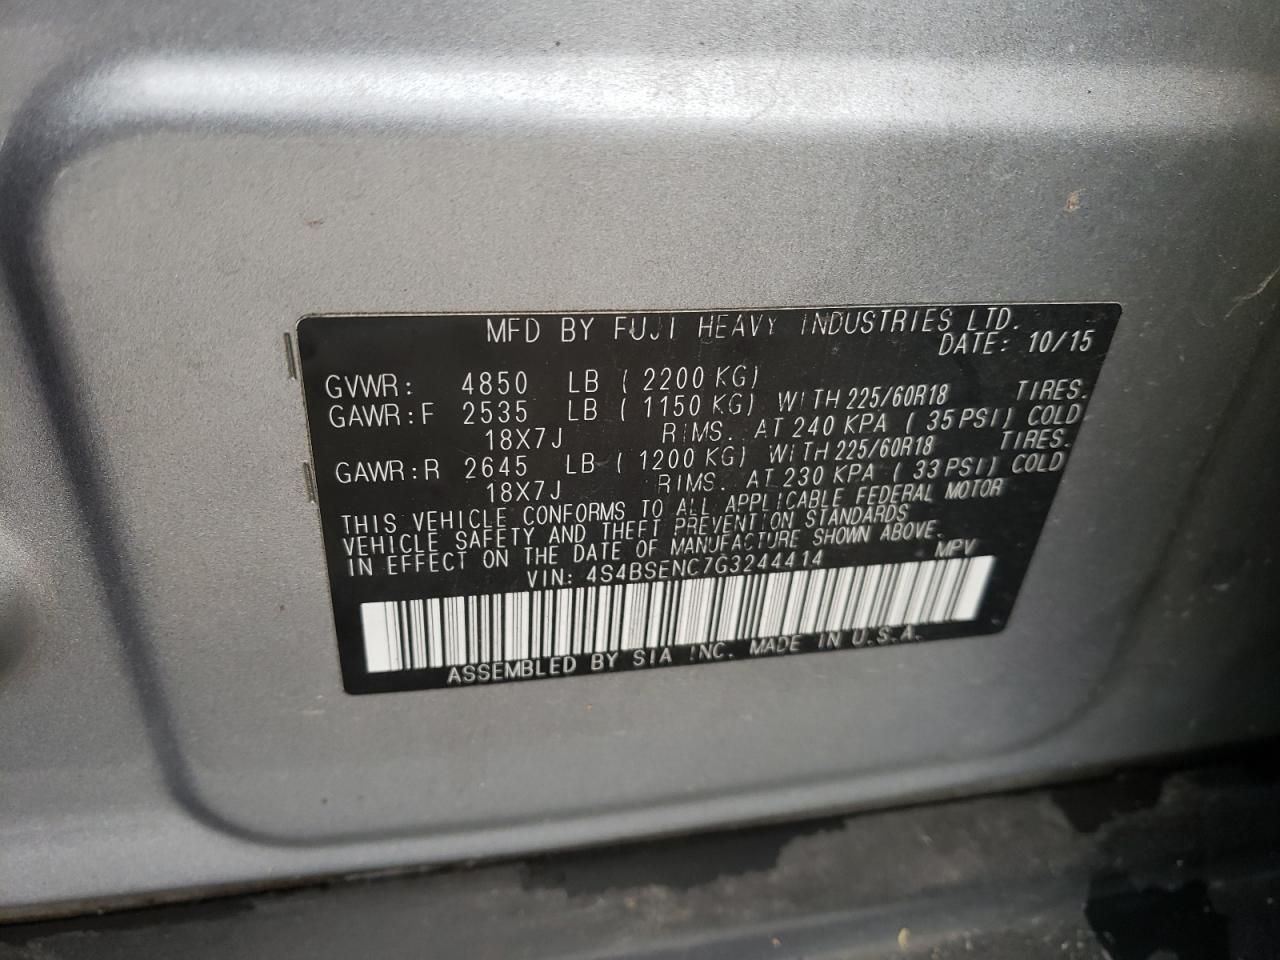 MFD BY FUJI HEAVY INDUSTRIES LTD.
DATE: 10/15
GVWR: 4850 LB ( 2200 KG)
GAWR:F 2535 LB ( 1150 KG) WITH 225/60R18 TIRES.
18X7J RIMS. AT 240 KPA ( 35 PSI) COLD
GAWR:R 2645 LB ( 1200 KG) WITH 225/60R18 TIRES.
18X7J RIMS. AT 230 KPA ( 33 PSI) COLD
THIS VEHICLE CONFORMS TO ALL APPLICABLE FEDERAL MOTOR
VEHICLE SAFETY AND THEFT PREVENTION STANDARDS
IN EFFECT ON THE DATE OF MANUFACTURE SHOWN ABOVE.
VIN: 4S4BSENC7G3244414 MPV
ASSEMBLED BY SIA INC. MADE IN U.S.A.